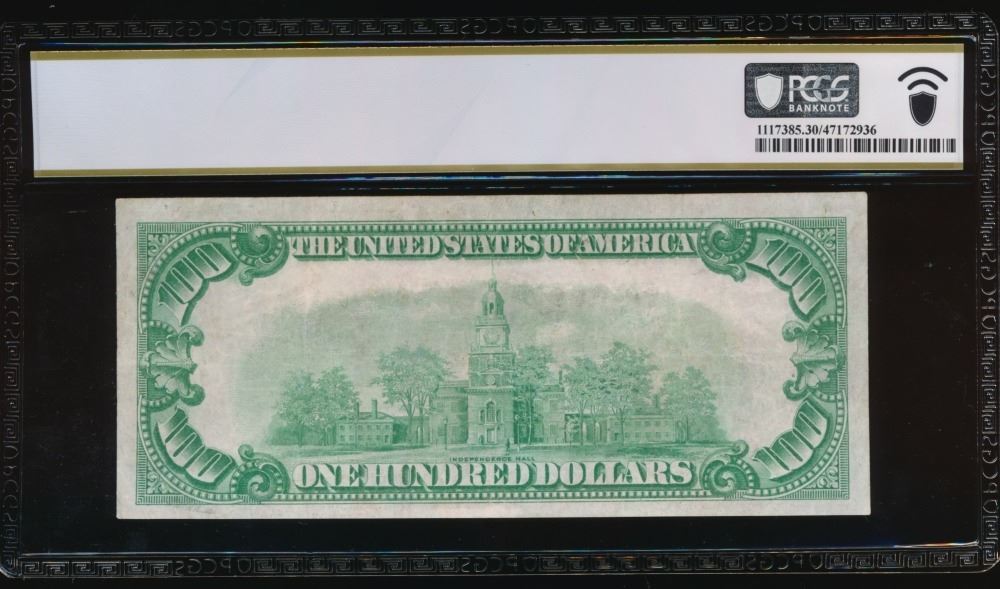 PCGS
BANKNOTE
1117385.30/47172936
THE UNITED STATES OF AMERICA
100 100
INDEPENDENCE HALL
100 100
ONE HUNDRED DOLLARS